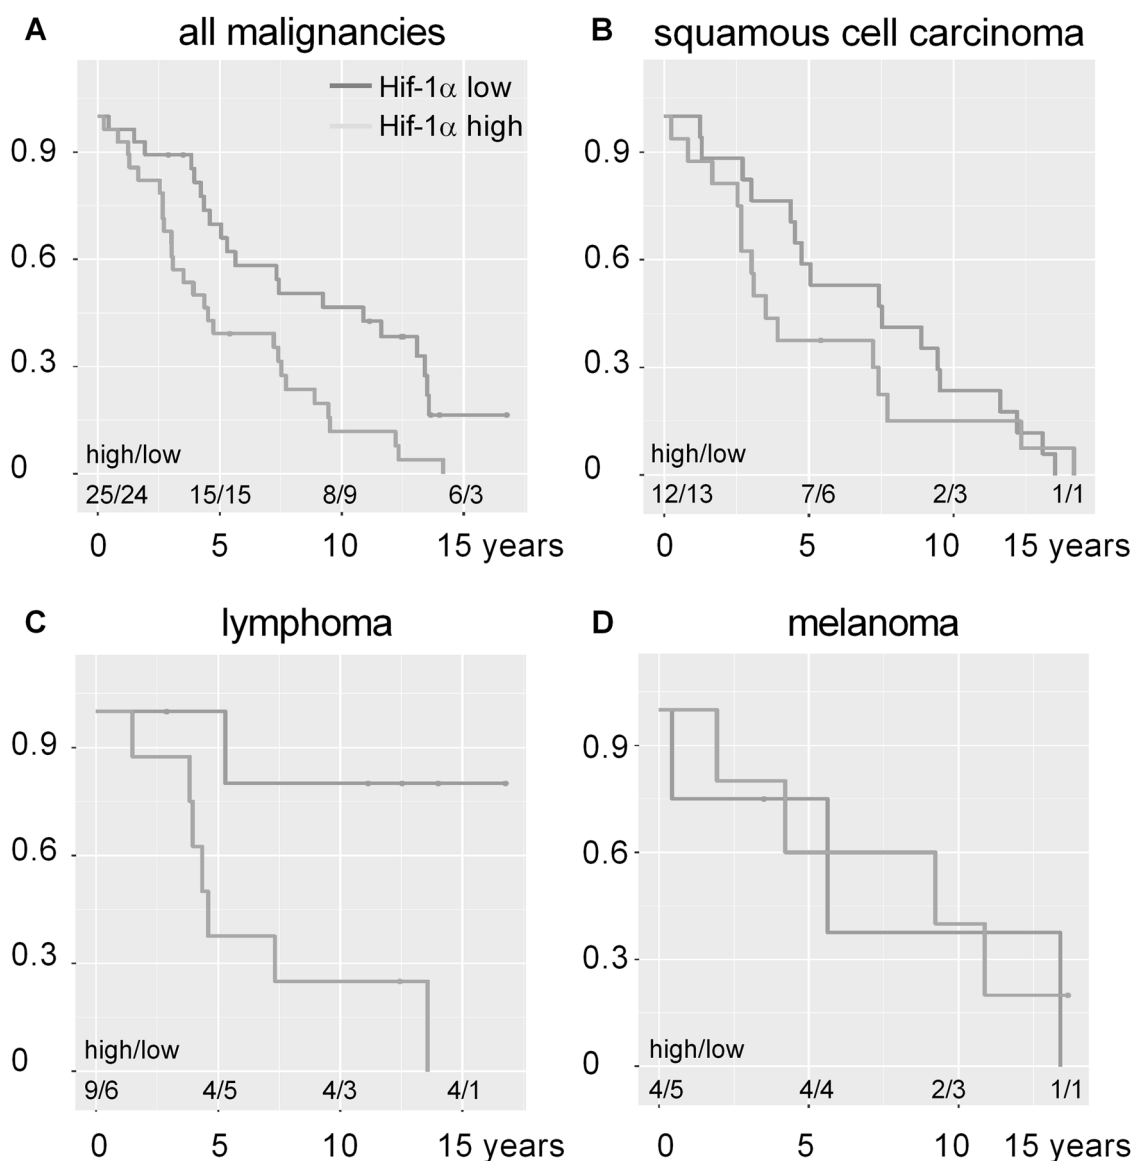 A all malignancies
Hif-1α low
Hif-1α high
0.9
0.6
0.3
0
high/low
25/24 15/15 8/9 6/3
0 5 10 15 years
B squamous cell carcinoma
0.9
0.6
0.3
0
high/low
12/13 7/6 2/3 1/1
0 5 10 15 years
C lymphoma
0.9
0.6
0.3
0
high/low
9/6 4/5 4/3 4/1
0 5 10 15 years
D melanoma
0.9
0.6
0.3
0
high/low
4/5 4/4 2/3 1/1
0 5 10 15 years